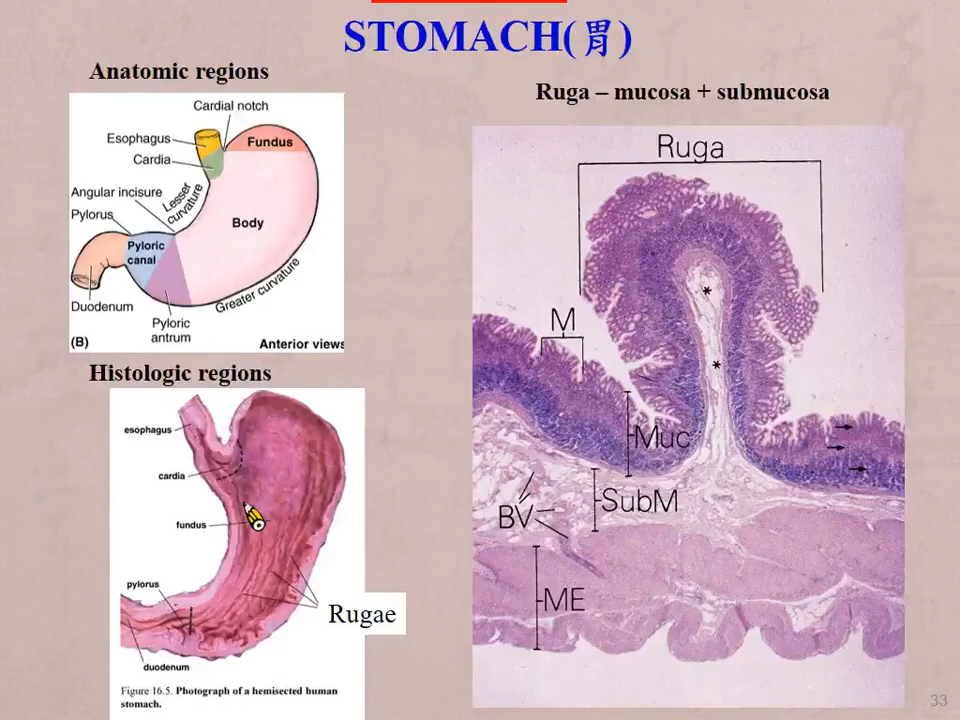 STOMACH(胃)
Anatomic regions
Cardial notch
Esophagus
Fundus
Cardia
Angular incisure
Lesser
curvature
Pylorus
Body
Pyloric
canal
Greater curvature
Duodenum
Pyloric
antrum
(B)
Anterior views
Histologic regions
esophagus
cardia
fundus
pylorus
Rugae
duodenum
Figure 16.5. Photograph of a hemisected human
stomach.
Ruga – mucosa + submucosa
Ruga
*
M
*
Muc
SubM
BV
ME
33